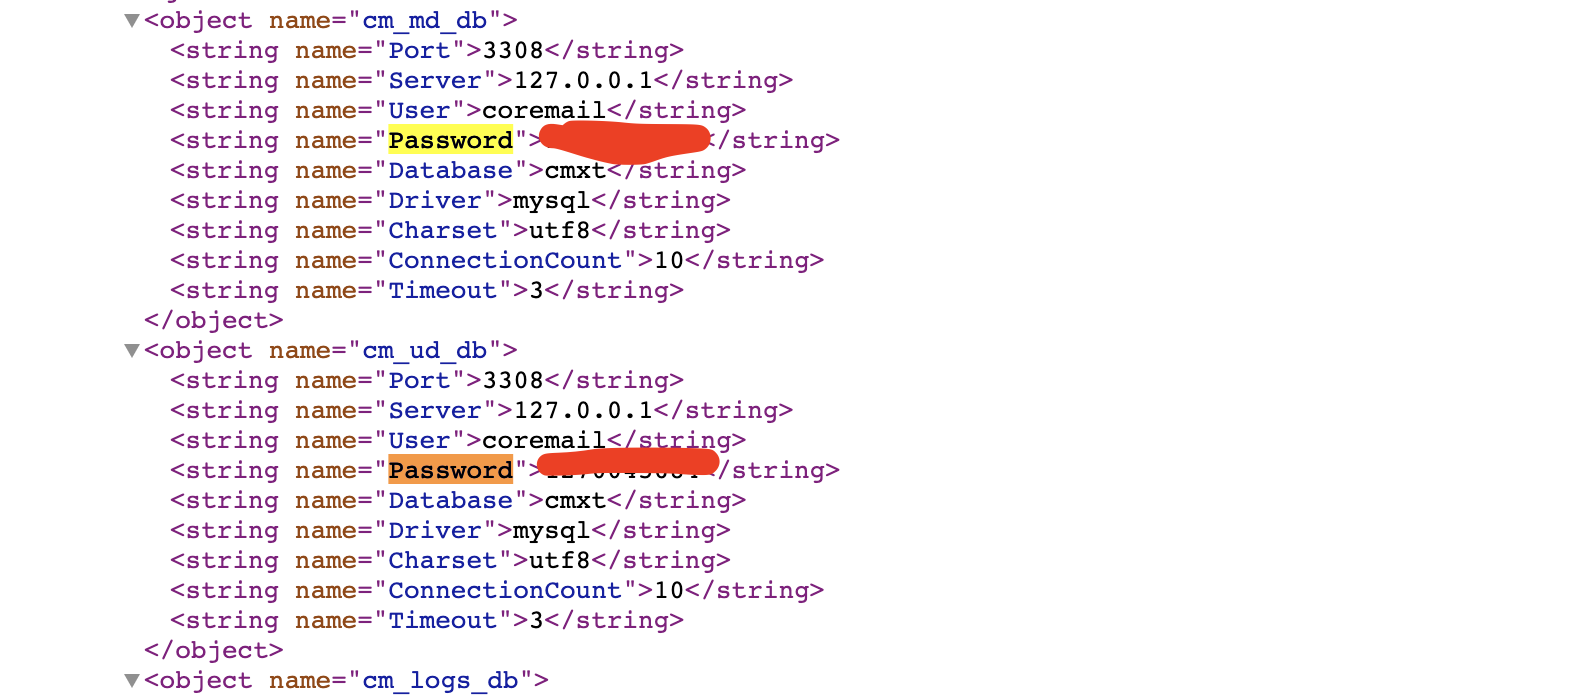 <object name="cm_md_db">
<string name="Port">3308</string>
<string name="Server">127.0.0.1</string>
<string name="User">coremail</string>
<string name="Password"></string>
<string name="Database">cmxt</string>
<string name="Driver">mysql</string>
<string name="Charset">utf8</string>
<string name="ConnectionCount">10</string>
<string name="Timeout">3</string>
</object>
<object name="cm_ud_db">
<string name="Port">3308</string>
<string name="Server">127.0.0.1</string>
<string name="User">coremail</string>
<string name="Password"></string>
<string name="Database">cmxt</string>
<string name="Driver">mysql</string>
<string name="Charset">utf8</string>
<string name="ConnectionCount">10</string>
<string name="Timeout">3</string>
</object>
<object name="cm_logs_db">